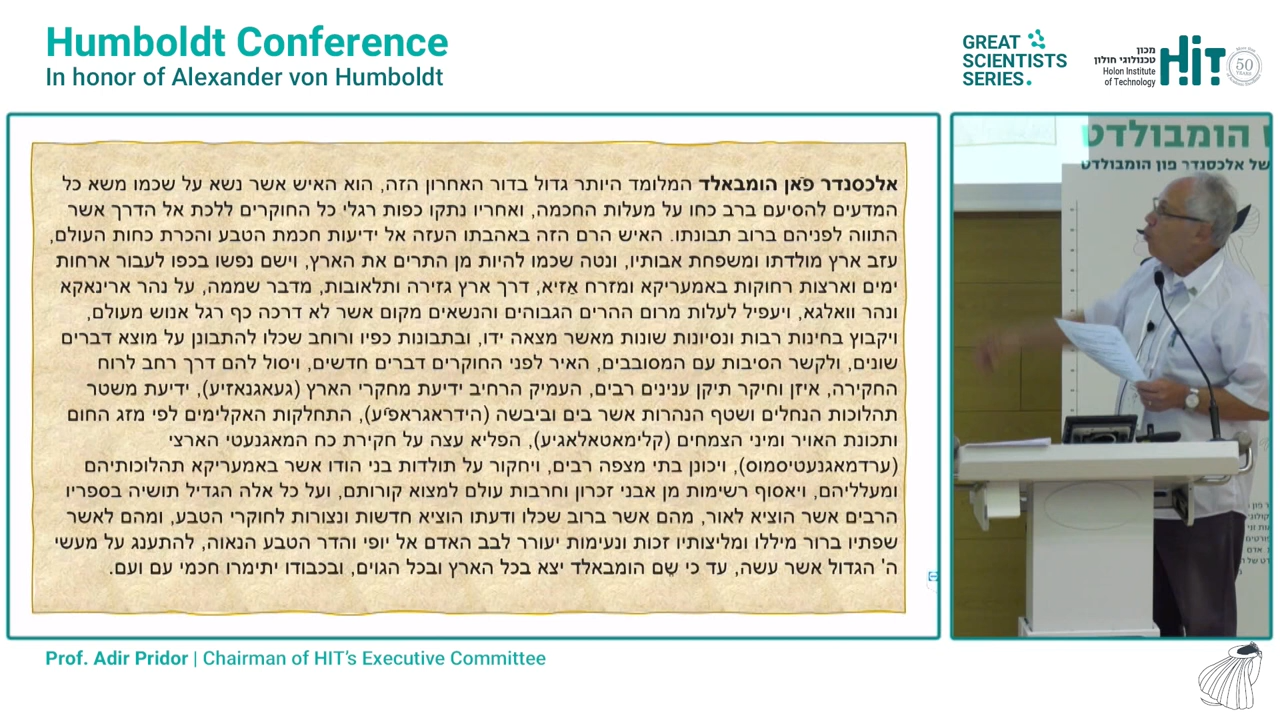 Humboldt Conference
In honor of Alexander von Humboldt
GREAT
SCIENTISTS
SERIES.
מכון
טכנולוגי חולון
Holon Institute
of Technology
HiT
50
YEARS
אלכסנדר פֿאָן הומבאלד המלומד היותר גדול בדור האחרון הזה, הוא האיש אשר נשא על שכמו משא כל
המדעים להסיעם ברב כחו על מעלות החכמה, ואחריו נתקו כפות רגלי כל החוקרים ללכת אל הדרך אשר
התווה לפניהם ברוב תבונתו. האיש הרם הזה באהבתו העזה אל ידיעות חכמת הטבע והכרת כחות העולם,
עזב ארץ מולדתו ומשפחת אבותיו, ונטה שכמו להיות מן התרים את הארץ, וישם נפשו בכפו לעבור ארחות
ימים וארצות רחוקות באמעריקא ומזרח אַזיא, דרך ארץ גזירה ותלאובות, מדבר שממה, על נהר ארינאקא
ונהר וואלגא, ויעפיל לעלות מרום ההרים הגבוהים והנשאים מקום אשר לא דרכה כף רגל אנוש מעולם,
ויקבוץ בחינות רבות ונסיונות שונות מאשר מצאה ידו, ובתבונות כפיו ורוחב שכלו להתבונן על מוצא דברים
שונים, ולקשר הסיבות עם המסובבים, האיר לפני החוקרים דברים חדשים, ויסול להם דרך רחב לרוח
החקירה, איזן וחיקר תיקן ענינים רבים, העמיק הרחיב ידיעת מחקרי הארץ (געאגנאזיע), ידיעת משטר
תהלוכות הנחלים ושטף הנהרות אשר בים וביבשה (הידראגראפֿיע), התחלקות האקלימים לפי מזג החום
ותכונת האויר ומיני הצמחים (קלימאטאלאגיע), הפליא עצה על חקירת כח המאגנעטי הארצי
(ערדמאגנעטיסמוס), ויכונן בתי מצפה רבים, ויחקור על תולדות בני הודו אשר באמעריקא תהלוכותיהם
ומעלליהם, ויאסוף רשימות מן אבני זכרון וחרבות עולם למצוא קורותם, ועל כל אלה הגדיל תושיה בספריו
הרבים אשר הוציא לאור, מהם אשר ברוב שכלו ודעתו הוציא חדשות ונצורות לחוקרי הטבע, ומהם לאשר
שפתיו ברור מיללו ומליצותיו זכות ונעימות יעורר לבב האדם אל יופי והדר הטבע הנאוה, להתענג על מעשי
ה' הגדול אשר עשה, עד כי שֵם הומבאלד יצא בכל הארץ ובכל הגוים, ובכבודו יתימרו חכמי עם ועם.
הומבולדט
של אלכסנדר פון הומבולדט
Prof. Adir Pridor | Chairman of HIT's Executive Committee